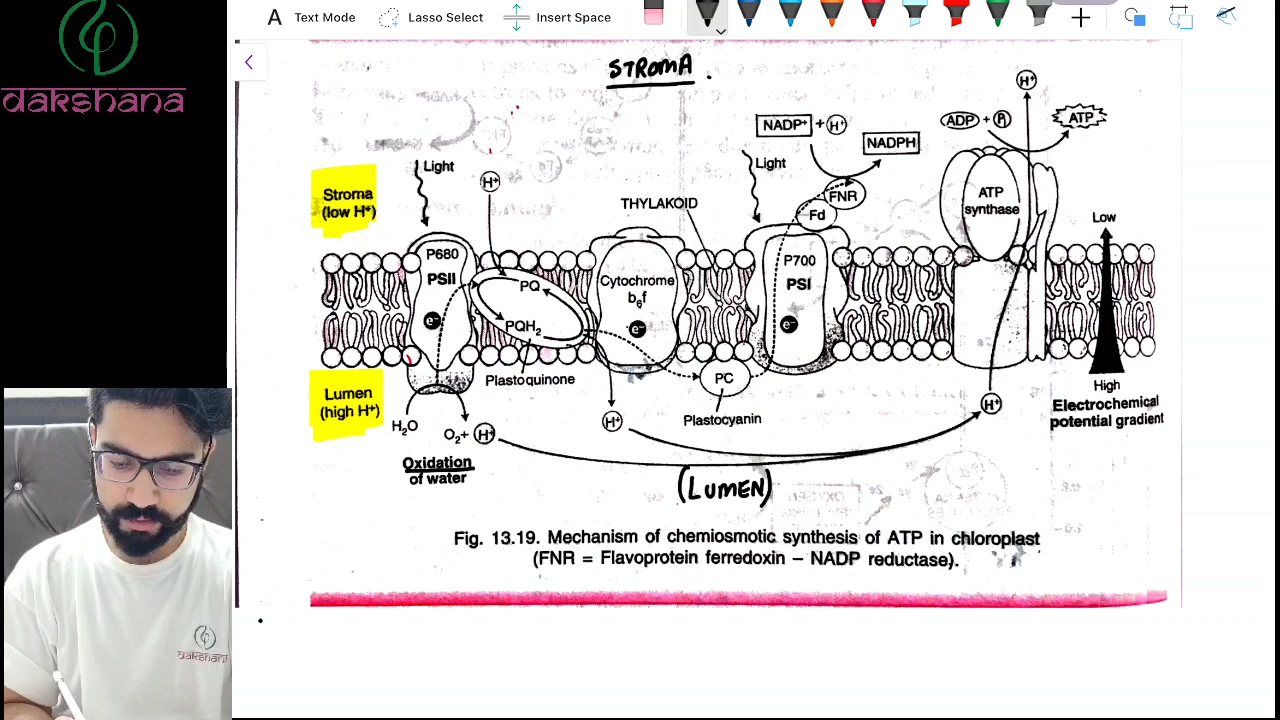 dakshana
A Text Mode Lasso Select Insert Space
STROMA
Stroma
(low H⁺)
Light
H⁺
THYLAKOID
NADP⁺ + H⁺
NADPH
Light
FNR
Fd
ADP + Pi
ATP
H⁺
ATP
synthase
Low
P680
PSII
e⁻
PQ
PQH₂
Plastoquinone
Cytochrome
b₆f
e⁻
P700
PSI
e⁻
PC
Plastocyanin
Lumen
(high H⁺)
H₂O
O₂+ H⁺
Oxidation
of water
H⁺
H⁺
High
Electrochemical
potential gradient
(LUMEN)
Fig. 13.19. Mechanism of chemiosmotic synthesis of ATP in chloroplast
(FNR = Flavoprotein ferredoxin – NADP reductase).
dakshana